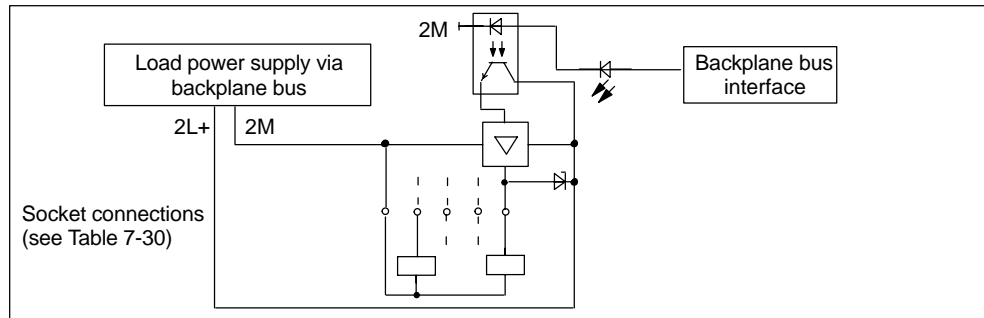 2M
Load power supply via
backplane bus
Backplane bus
interface
2L+ 2M
Socket connections
(see Table 7-30)